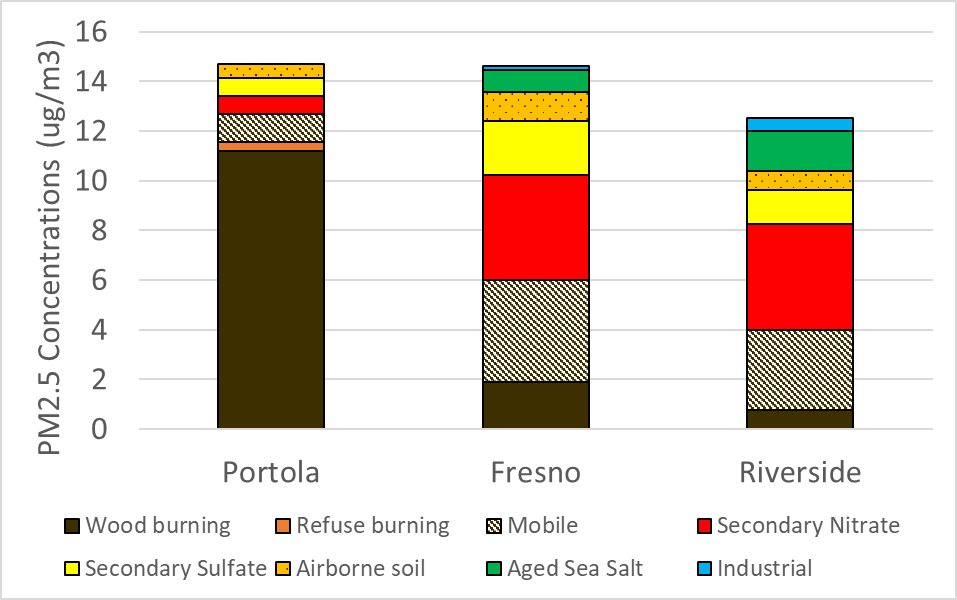 PM2.5 Concentrations (ug/m3)
16
14
12
10
8
6
4
2
0
Portola Fresno Riverside
Wood burning Refuse burning Mobile Secondary Nitrate
Secondary Sulfate Airborne soil Aged Sea Salt Industrial